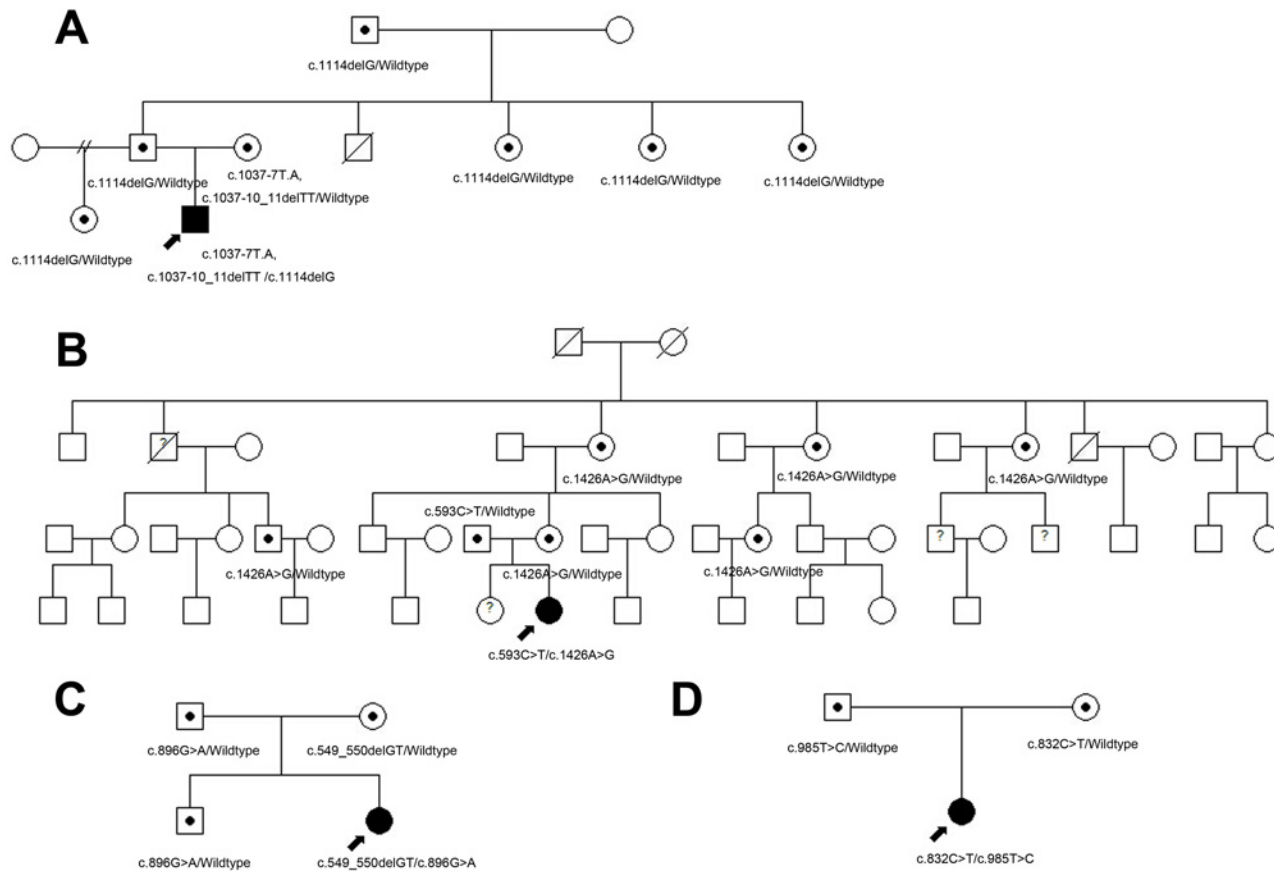 A
c.1114delG/Wildtype
c.1114delG/Wildtype
c.1037-7T.A,
c.1037-10_11delTT/Wildtype
c.1114delG/Wildtype
c.1114delG/Wildtype
c.1114delG/Wildtype
c.1114delG/Wildtype
c.1037-7T.A,
c.1037-10_11delTT /c.1114delG
B
?
c.1426A>G/Wildtype
c.1426A>G/Wildtype
c.1426A>G/Wildtype
c.593C>T/Wildtype
?
?
c.1426A>G/Wildtype
c.1426A>G/Wildtype
c.1426A>G/Wildtype
?
c.593C>T/c.1426A>G
C
c.896G>A/Wildtype
c.549_550delGT/Wildtype
c.896G>A/Wildtype
c.549_550delGT/c.896G>A
D
c.985T>C/Wildtype
c.832C>T/Wildtype
c.832C>T/c.985T>C